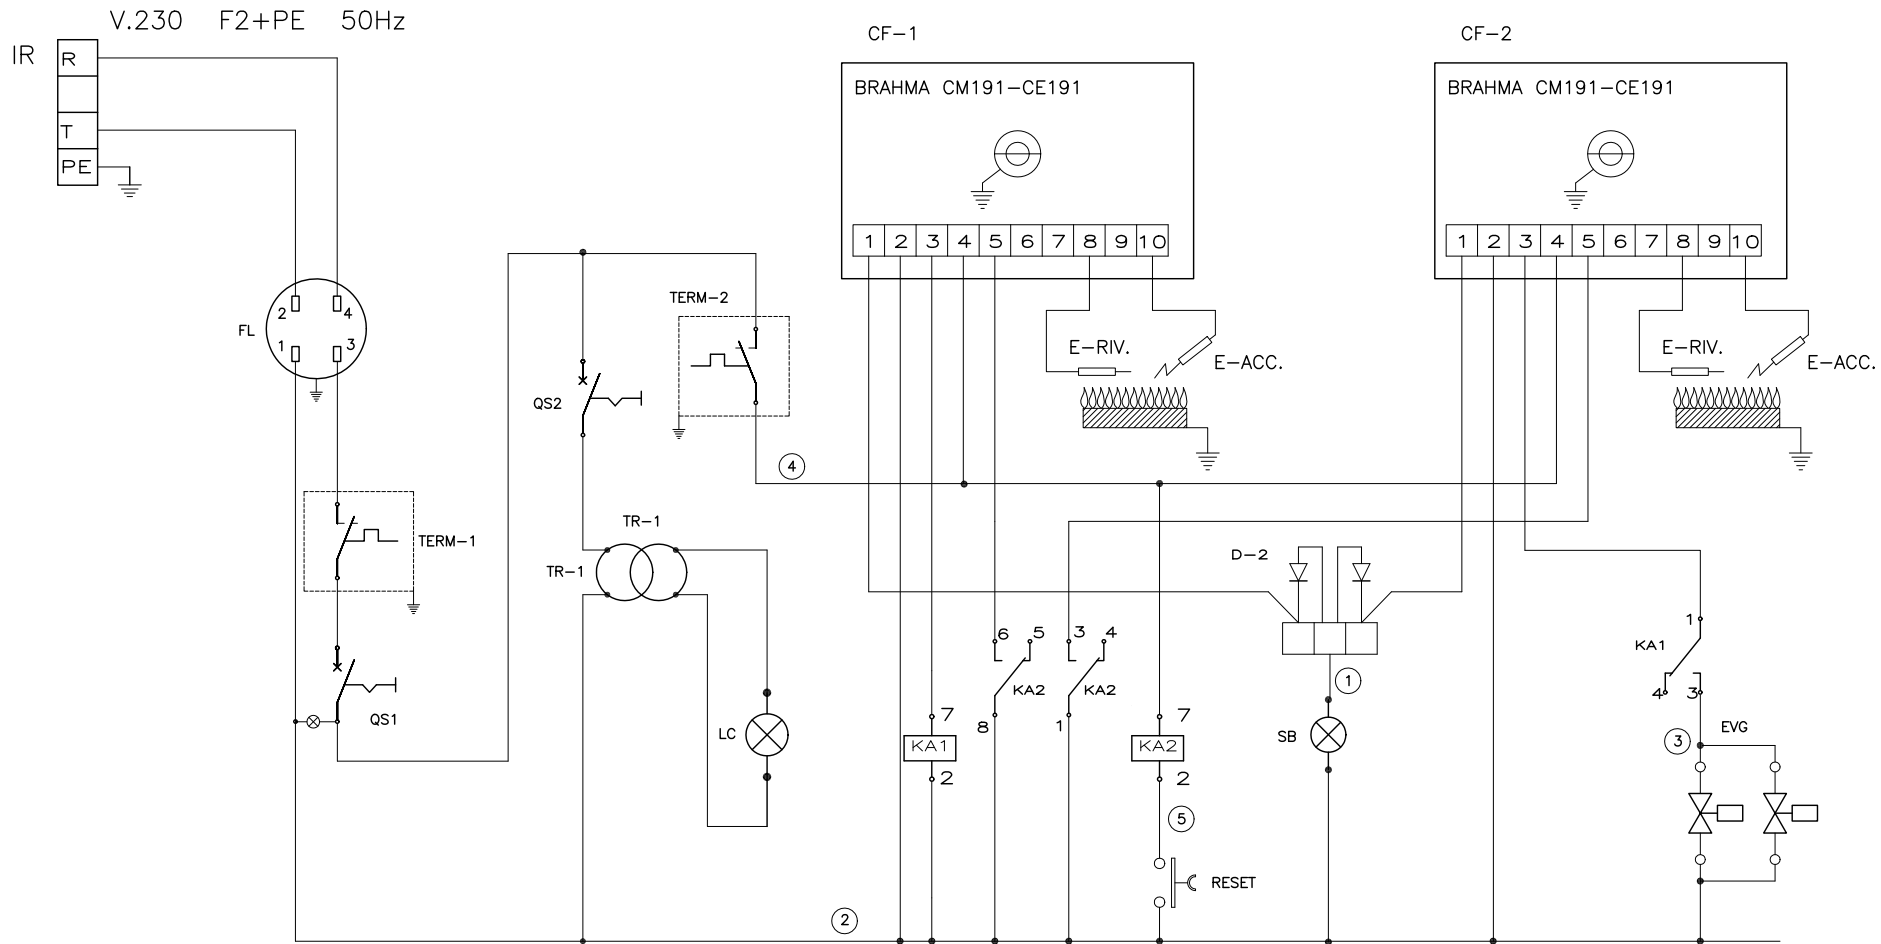 V.230 F2+PE 50Hz
IR
R
T
PE
CF-1
BRAHMA CM191-CE191
1 2 3 4 5 6 7 8 9 10
E-RIV.
E-ACC.
CF-2
BRAHMA CM191-CE191
1 2 3 4 5 6 7 8 9 10
E-RIV.
E-ACC.
FL
2 4
1 3
TERM-2
QS2
4
TERM-1
TR-1
TR-1
D-2
6 5
KA2
8
3 4
KA2
1
1
KA1
4 3
1
QS1
LC
7
KA1
2
7
KA2
2
SB
3
EVG
5
RESET
2